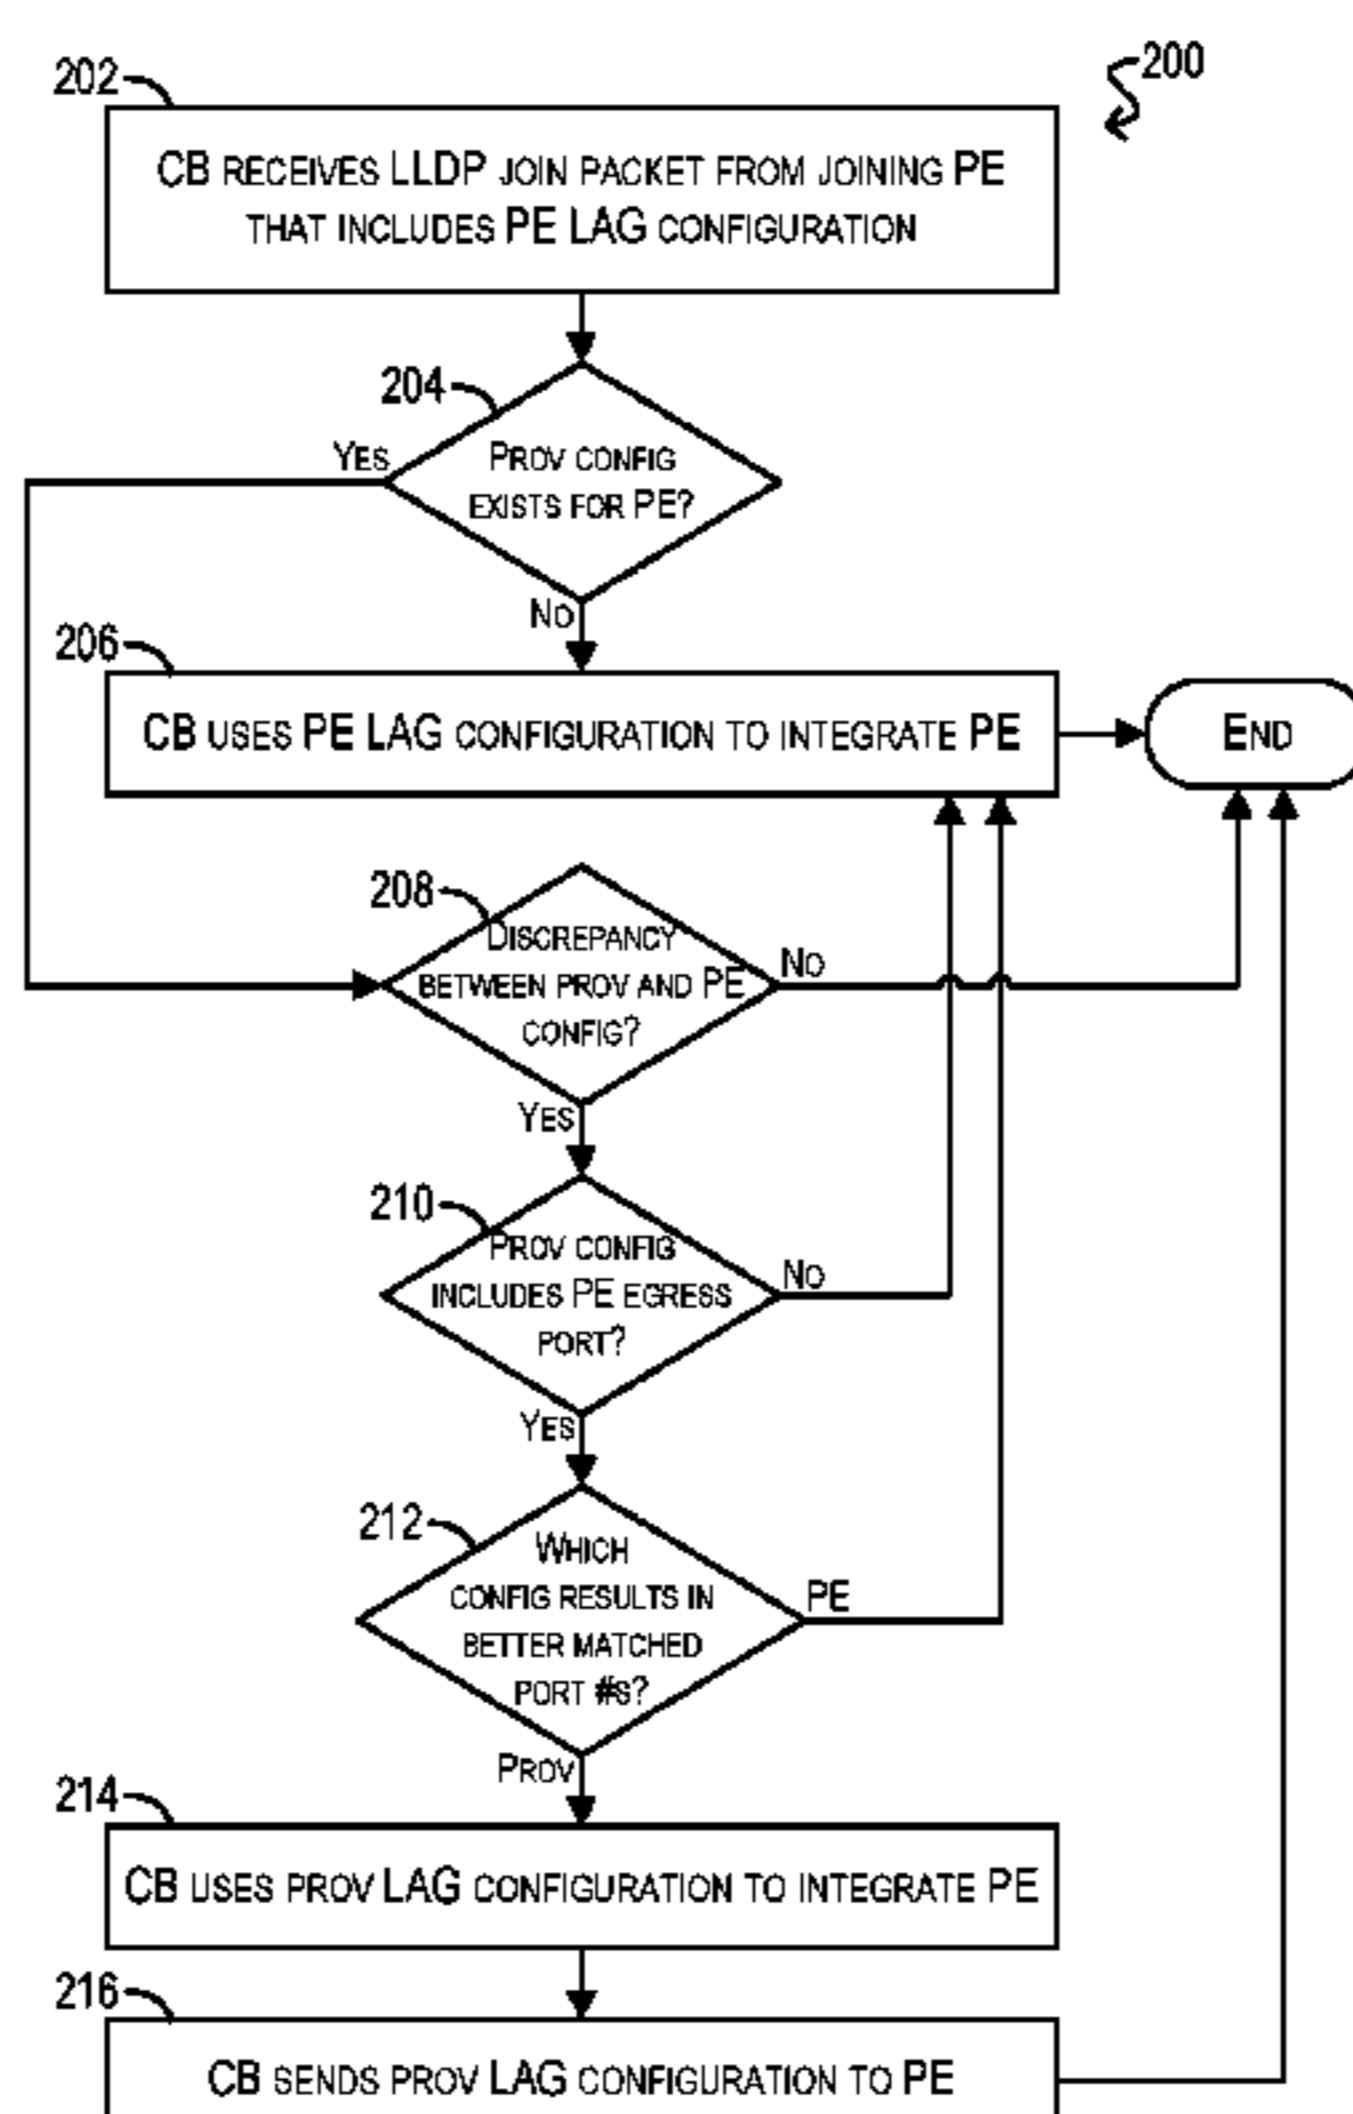 200
202
CB RECEIVES LLDP JOIN PACKET FROM JOINING PE
THAT INCLUDES PE LAG CONFIGURATION
204
YES
PROV CONFIG
EXISTS FOR PE?
NO
206
CB USES PE LAG CONFIGURATION TO INTEGRATE PE
END
208
DISCREPANCY
BETWEEN PROV AND PE
CONFIG?
NO
YES
210
PROV CONFIG
INCLUDES PE EGRESS
PORT?
NO
YES
212
WHICH
CONFIG RESULTS IN
BETTER MATCHED
PORT #S?
PE
PROV
214
CB USES PROV LAG CONFIGURATION TO INTEGRATE PE
216
CB SENDS PROV LAG CONFIGURATION TO PE